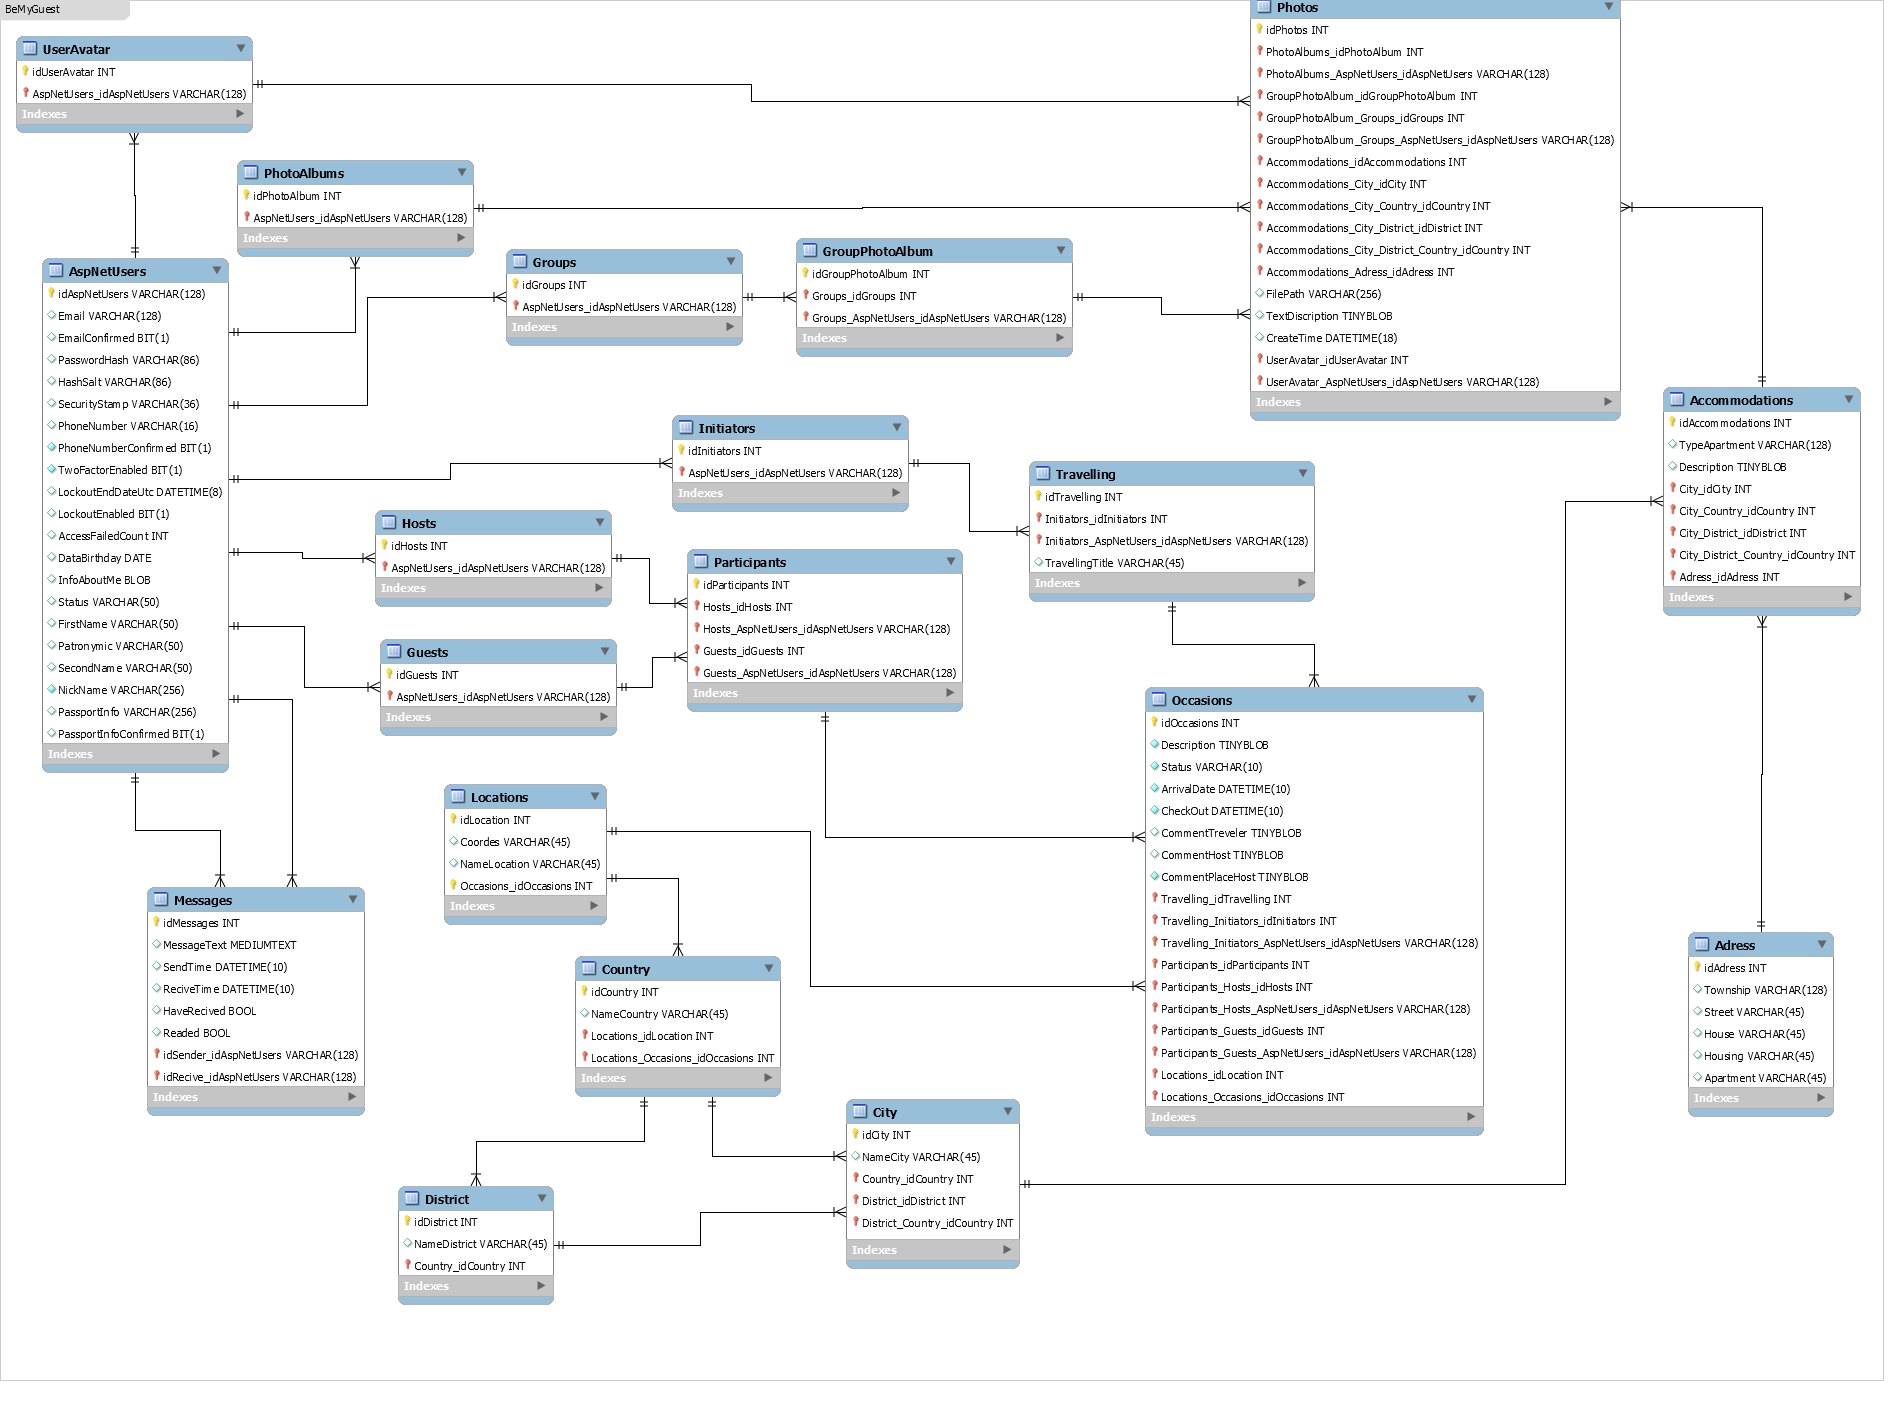 BeMyGuest
UserAvatar
idUserAvatar INT
AspNetUsers_idAspNetUsers VARCHAR(128)
Indexes
Photos
idPhotos INT
PhotoAlbums_idPhotoAlbum INT
PhotoAlbums_AspNetUsers_idAspNetUsers VARCHAR(128)
GroupPhotoAlbum_idGroupPhotoAlbum INT
GroupPhotoAlbum_Groups_idGroups INT
GroupPhotoAlbum_Groups_AspNetUsers_idAspNetUsers VARCHAR(128)
Accommodations_idAccommodations INT
Accommodations_City_idCity INT
Accommodations_City_Country_idCountry INT
Accommodations_City_District_idDistrict INT
Accommodations_City_District_Country_idCountry INT
Accommodations_Adress_idAdress INT
FilePath VARCHAR(256)
TextDiscription TINYBLOB
CreateTime DATETIME(18)
UserAvatar_idUserAvatar INT
UserAvatar_AspNetUsers_idAspNetUsers VARCHAR(128)
Indexes
PhotoAlbums
idPhotoAlbum INT
AspNetUsers_idAspNetUsers VARCHAR(128)
Indexes
Groups
idGroups INT
AspNetUsers_idAspNetUsers VARCHAR(128)
Indexes
GroupPhotoAlbum
idGroupPhotoAlbum INT
Groups_idGroups INT
Groups_AspNetUsers_idAspNetUsers VARCHAR(128)
Indexes
AspNetUsers
idAspNetUsers VARCHAR(128)
Email VARCHAR(128)
EmailConfirmed BIT(1)
PasswordHash VARCHAR(86)
HashSalt VARCHAR(86)
SecurityStamp VARCHAR(36)
PhoneNumber VARCHAR(16)
PhoneNumberConfirmed BIT(1)
TwoFactorEnabled BIT(1)
LockoutEndDateUtc DATETIME(8)
LockoutEnabled BIT(1)
AccessFailedCount INT
DataBirthday DATE
InfoAboutMe BLOB
Status VARCHAR(50)
FirstName VARCHAR(50)
Patronymic VARCHAR(50)
SecondName VARCHAR(50)
NickName VARCHAR(256)
PassportInfo VARCHAR(256)
PassportInfoConfirmed BIT(1)
Indexes
Initiators
idInitiators INT
AspNetUsers_idAspNetUsers VARCHAR(128)
Indexes
Travelling
idTravelling INT
Initiators_idInitiators INT
Initiators_AspNetUsers_idAspNetUsers VARCHAR(128)
TravellingTitle VARCHAR(45)
Indexes
Accommodations
idAccommodations INT
TypeApartment VARCHAR(128)
Description TINYBLOB
City_idCity INT
City_Country_idCountry INT
City_District_idDistrict INT
City_District_Country_idCountry INT
Adress_idAdress INT
Indexes
Hosts
idHosts INT
AspNetUsers_idAspNetUsers VARCHAR(128)
Indexes
Participants
idParticipants INT
Hosts_idHosts INT
Hosts_AspNetUsers_idAspNetUsers VARCHAR(128)
Guests_idGuests INT
Guests_AspNetUsers_idAspNetUsers VARCHAR(128)
Indexes
Guests
idGuests INT
AspNetUsers_idAspNetUsers VARCHAR(128)
Indexes
Occasions
idOccasions INT
Description TINYBLOB
Status VARCHAR(10)
ArrivalDate DATETIME(10)
CheckOut DATETIME(10)
CommentTreveler TINYBLOB
CommentHost TINYBLOB
CommentPlaceHost TINYBLOB
Travelling_idTravelling INT
Travelling_Initiators_idInitiators INT
Travelling_Initiators_AspNetUsers_idAspNetUsers VARCHAR(128)
Participants_idParticipants INT
Participants_Hosts_idHosts INT
Participants_Hosts_AspNetUsers_idAspNetUsers VARCHAR(128)
Participants_Guests_idGuests INT
Participants_Guests_AspNetUsers_idAspNetUsers VARCHAR(128)
Locations_idLocation INT
Locations_Occasions_idOccasions INT
Indexes
Locations
idLocation INT
Coordes VARCHAR(45)
NameLocation VARCHAR(45)
Occasions_idOccasions INT
Indexes
Messages
idMessages INT
MessageText MEDIUMTEXT
SendTime DATETIME(10)
ReciveTime DATETIME(10)
HaveRecived BOOL
Readed BOOL
idSender_idAspNetUsers VARCHAR(128)
idRecive_idAspNetUsers VARCHAR(128)
Indexes
Country
idCountry INT
NameCountry VARCHAR(45)
Locations_idLocation INT
Locations_Occasions_idOccasions INT
Indexes
Adress
idAdress INT
Township VARCHAR(128)
Street VARCHAR(45)
House VARCHAR(45)
Housing VARCHAR(45)
Apartment VARCHAR(45)
Indexes
City
idCity INT
NameCity VARCHAR(45)
Country_idCountry INT
District_idDistrict INT
District_Country_idCountry INT
Indexes
District
idDistrict INT
NameDistrict VARCHAR(45)
Country_idCountry INT
Indexes